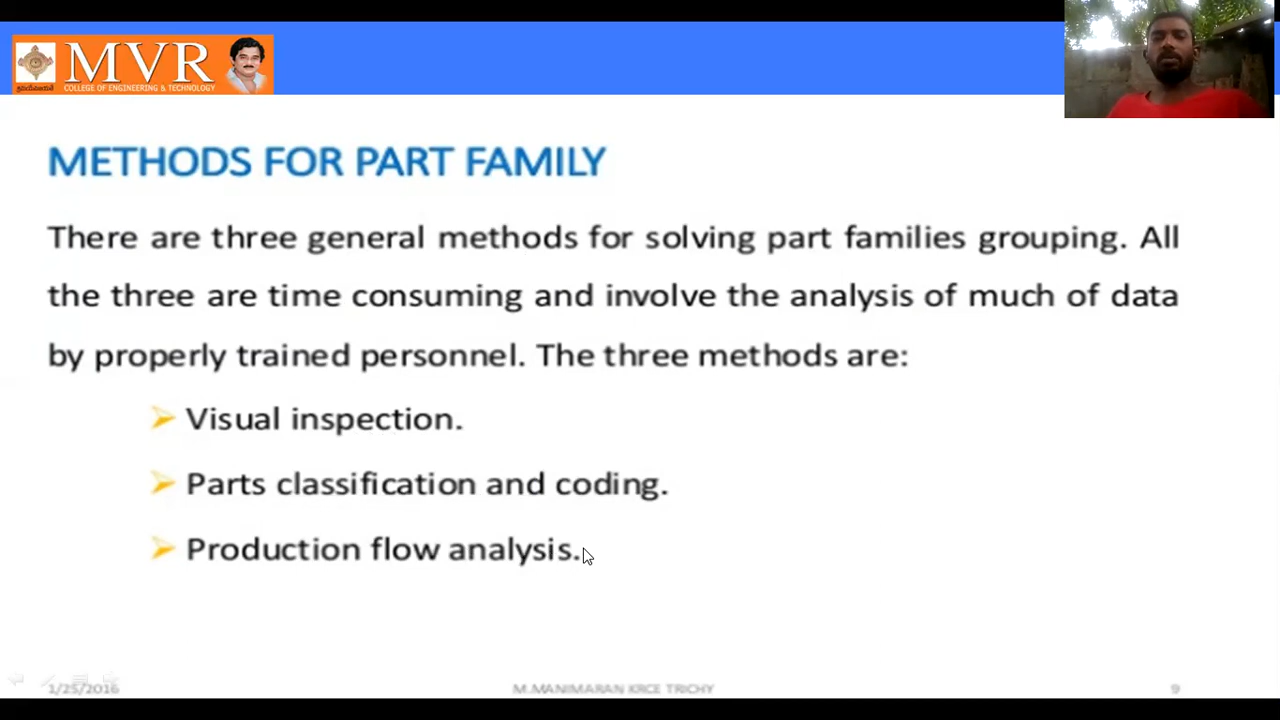 MVR
COLLEGE OF ENGINEERING & TECHNOLOGY
METHODS FOR PART FAMILY
There are three general methods for solving part families grouping. All
the three are time consuming and involve the analysis of much of data
by properly trained personnel. The three methods are:
Visual inspection.
Parts classification and coding.
Production flow analysis.
1/25/2016
M.MANIMARAN KRCE TRICHY
9